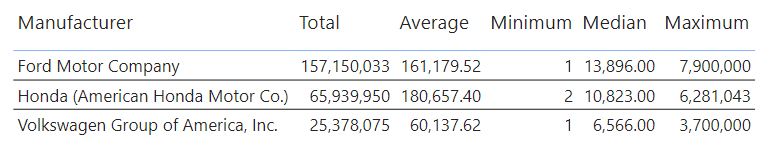 Manufacturer Total Average Minimum Median Maximum
Ford Motor Company 157,150,033 161,179.52 1 13,896.00 7,900,000
Honda (American Honda Motor Co.) 65,939,950 180,657.40 2 10,823.00 6,281,043
Volkswagen Group of America, Inc. 25,378,075 60,137.62 1 6,566.00 3,700,000